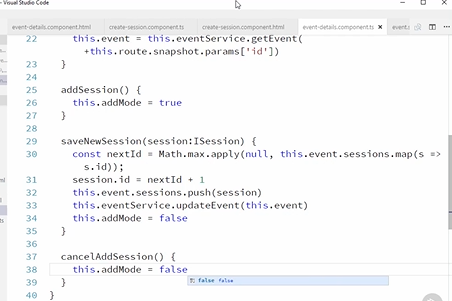 - Visual Studio Code
event-details.component.html create-session.component.ts create-session.component.html event-details.component.ts
22 this.event = this.eventService.getEvent(
+this.route.snapshot.params['id'])
23 }
24
25 addSession() {
26 this.addMode = true
27 }
28
29 saveNewSession(session:ISession) {
30 const nextId = Math.max.apply(null, this.event.sessions.map(s =>
s.id));
31 session.id = nextId + 1
32 this.event.sessions.push(session)
33 this.eventService.updateEvent(this.event)
34 this.addMode = false
35 }
36
37 cancelAddSession() {
38 this.addMode = false
false false
39 }
40 }